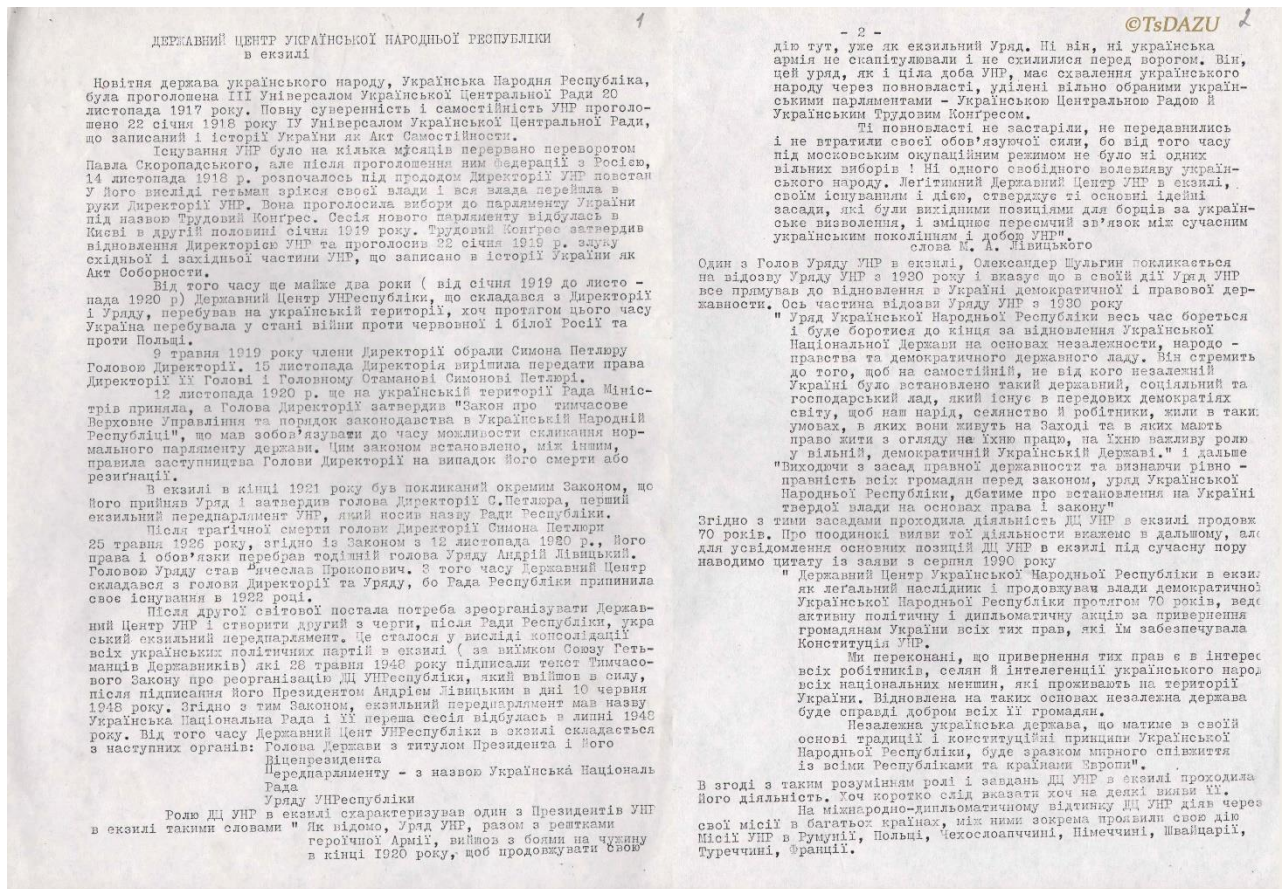 1
ДЕРЖАВНИЙ ЦЕНТР УКРАЇНСЬКОЇ НАРОДНЬОЇ РЕСПУБЛІКИ
в екзилі
Новітня держава українського народу, Українська Народня Республіка,
була проголошена ІІІ Універсалом Української Центральної Ради 20
листопада 1917 року. Повну суверенність і самостійність УНР проголо-
шено 22 січня 1918 року ІУ Універсалом Української Центральної Ради,
що записаний і історії України як Акт Самостійности.
Існування УНР було на кілька місяців перервано переворотом
Павла Скоропадського, але після проголошення ним Федерації з Росією,
14 листопада 1918 р. розпочалось під прододом Директорії УНР повстан
У його висліді гетьман зрікся своєї влади і вся влада перейшла в
руки Директорії УНР. Вона проголосила вибори до парляменту України
під назвою Трудовий Конґрес. Сесія нового парляменту відбулась в
Києві в другій половині січня 1919 року. Трудовий Конґрес затвердив
відновлення Директорією УНР та проголосив 22 січня 1919 р. злуку
східньої і західньої частини УНР, що записано в історії України як
Акт Соборности.
Від того часу ще майже два роки ( від січня 1919 до листо -
пада 1920 р) Державний Центр УНРеспубліки, що складався з Директорії
і Уряду, перебував на українській території, хоч протягом цього часу
Україна перебувала у стані війни проти червоної і білої Росії та
проти Польщі.
9 травня 1919 року члени Директорії обрали Симона Петлюру
Головою Директорії. 15 листопада Директорія вирішила передати права
Директорії її Голові і Головному Отаманові Симонові Петлюрі.
12 листопада 1920 р. ще на українській території Рада Мініс-
трів приняла, а Голова Директорії затвердив "Закон про тимчасове
Верховне Управління та порядок законодавства в Українській Народній
Республіці", що мав зобов'язувати до часу можливости скликання нор-
мального парляменту держави. Цим законом встановлено, між іншим,
правила заступництва Голови Директорії на випадок його смерти або
резиґнації.
В екзилі в кінці 1921 року був покликаний окремим Законом, що
його прийняв Уряд і затвердив голова Директорії С.Петлюра, перший
екзильний передпарлямент УНР, який носив назву Ради Республіки.
Після траґічної смерти голови Директорії Симона Петлюри
25 травня 1926 року, згідно із Законом з 12 листопада 1920 р., його
права і обов'язки перебрав тодішній голова Уряду Андрій Лівицький.
Головою Уряду став Вячеслав Прокопович. З того часу Державний Центр
складався з голови Директорії та Уряду, бо Рада Республіки припинила
своє існування в 1922 році.
Після другої світової постала потреба зреорганізувати Держав-
ний Центр УНР і створити другий з черги, після Ради Республіки, укра
ський екзильний передпарлямент. Це сталося у висліді консолідації
всіх українських політичних партій в екзилі ( за виїмком Союзу Геть-
манців Державників) які 28 травня 1948 року підписали текст Тимчасо-
вого Закону про реорганізацію ДЦ УНРеспубліки, який ввійшов в силу,
після підписання його Президентом Андрієм Лівицьким в дні 10 червня
1948 року. Згідно з тим Законом, екзильний передпарлямент мав назву
Українська Національна Рада і її перша сесія відбулась в липні 1948
року. Від того часу Державний Цент УНРеспубліки в екзилі складається
з наступних органів: Голова Держави з титулом Президента і його
Віцепрезидента
Передпарляменту - з назвою Українська Національ
Рада
Уряду УНРеспубліки
Ролю ДЦ УНР в екзилі схарактеризував один з Президентів УНР
в екзилі такими словами " Як відомо, Уряд УНР, разом з рештками
героїчної Армії, вийшов з боями на чужину
в кінці 1920 року, щоб продовжувати свою
©TsDAZU 2
- 2 -
дію тут, уже як екзильний Уряд. Ні він, ні українська
армія не скапітулювали і не схилилися перед ворогом. Він,
цей уряд, як і ціла доба УНР, має схвалення українського
народу через повновласті, уділені вільно обраними україн-
ськими парляментами - Українською Центральною Радою й
Українським Трудовим Конґресом.
Ті повновласті не застаріли, не передавнились
і не втратили своєї обов'язуючої сили, бо від того часу
під московським окупаційним режимом не було ні одних
вільних виборів ! Ні одного свобідного волевияву україн-
ського народу. Леґітимний Державний Центр УНР в екзилі,
своїм існуванням і дією, стверджує ті основні ідейні
засади, які були вихідними позиціями для борців за україн-
ське визволення, і зміцнює переємчий зв'язок між сучасним
українським поколінням і добою УНР".
слова М. А. Лівицького
Один з Голов Уряду УНР в екзилі, Олександер Шульгин покликається
на відозву Уряду УНР з 1930 року і вказує що в своїй дії Уряд УНР
все прямував до відновлення в Україні демократичної і правової дер-
жавности. Ось частина відозви Уряду УНР з 1930 року
" Уряд Української Народньої Республіки весь час бореться
і буде боротися до кінця за відновлення Української
Національної Держави на основах незалежности, народо -
правства та демократичного державного ладу. Він стремить
до того, щоб на самостійній, не від кого незалежній
Україні було встановлено такий державний, соціяльний та
господарський лад, який існує в передових демократіях
світу, щоб наш нарід, селянство й робітники, жили в таких
умовах, в яких вони живуть на Заході та в яких мають
право жити з огляду на їхню працю, на їхню важливу ролю
у вільній, демократичній Українській Державі." і дальше
"Виходючи з засад правної державности та визнаючи рівно -
правність всіх громадян перед законом, уряд Української
Народньої Республіки, дбатиме про встановлення на Україні
твердої влади на основах права і закону"
Згідно з тими засадами проходила діяльність ДЦ УНР в екзилі продовж
70 років. Про поодинокі вияви тої діяльности вкажемо в дальшому, але
для усвідомлення основних позицій ДЦ УНР в екзилі під сучасну пору
наводимо цитату із заяви з серпня 1990 року
" Державний Центр Української Народньої Республіки в екзи
як леґальний наслідник і продовжувач влади демократичної
Української Народньої Республіки протягом 70 років, веде
активну політичну і дипльоматичну акцію за привернення
громадянам України всіх тих прав, які їм забезпечувала
Конституція УНР.
Ми переконані, що привернення тих прав є в інтерес
всіх робітників, селян й інтелеґенції українського народ
всіх національних меншин, які проживають на території
України. Відновлена на таких основах незалежна держава
буде справді добром всіх її громадян.
Незалежна українська держава, що матиме в своїй
основі традиції і конституційні принципи Української
Народньої Республіки, буде зразком мирного співжиття
із всіми Республіками та країнами Европи".
В згоді з таким розумінням ролі і завдань ДЦ УНР в екзилі проходила
його діяльність. Хоч коротко слід вказати хоч на деякі вияви її.
На міжнародно-дипльоматичному відтинку ДЦ УНР діяв через
свої місії в багатьох країнах, між ними зокрема проявили свою дію
Місії УНР в Румунії, Польщі, Чехослоапччині, Німеччині, Швайцарії,
Туреччині, Франції.